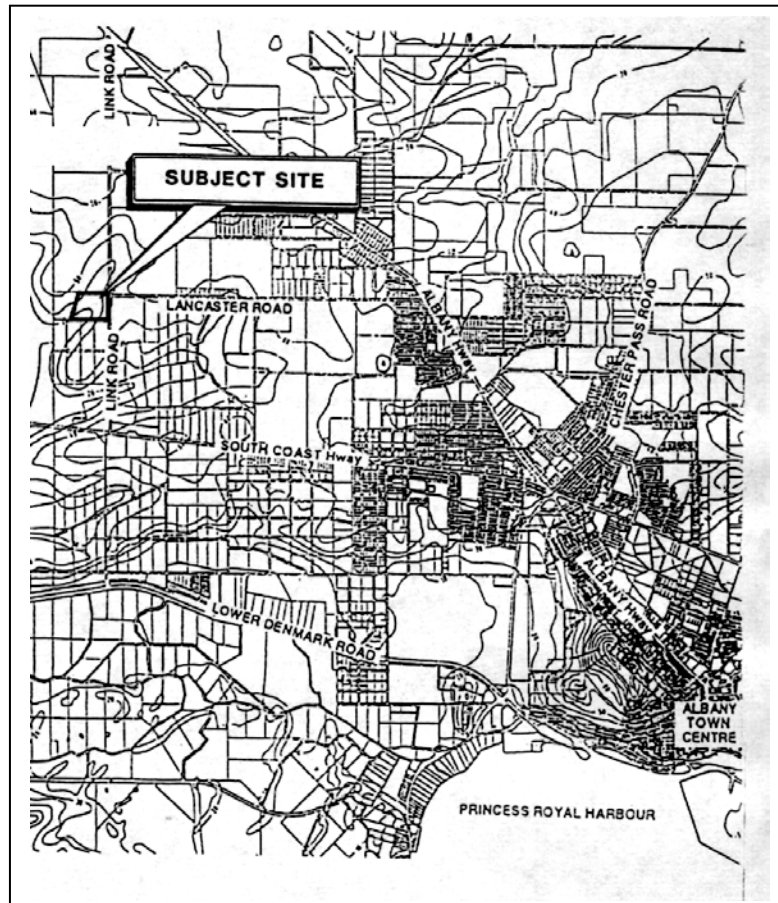 LINK ROAD
SUBJECT SITE
LANCASTER ROAD
ALBANY Hwy
CHESTER PASS ROAD
LINK ROAD
SOUTH COAST Hwy
ALBANY Hwy
LOWER DENMARK ROAD
ALBANY
TOWN
CENTRE
PRINCESS ROYAL HARBOUR